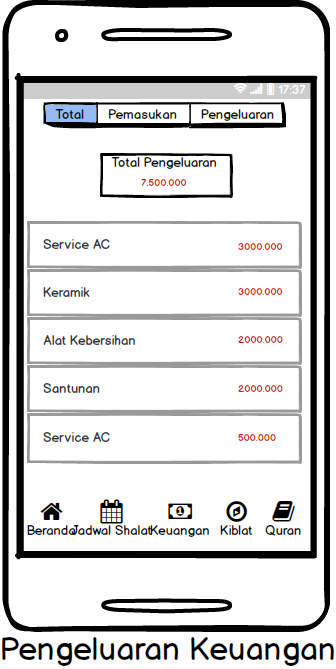 17:37
Total Pemasukan Pengeluaran
Total Pengeluaran
7.500.000
Service AC 3000.000
Keramik 3000.000
Alat Kebersihan 2000.000
Santunan 2000.000
Service AC 500.000
Beranda Jadwal Shalat Keuangan Kiblat Quran
Pengeluaran Keuangan